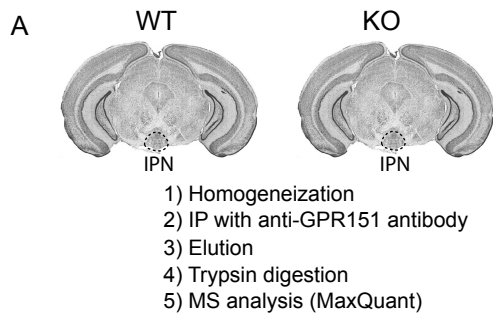 A
WT KO
IPN IPN
1) Homogeneization
2) IP with anti-GPR151 antibody
3) Elution
4) Trypsin digestion
5) MS analysis (MaxQuant)